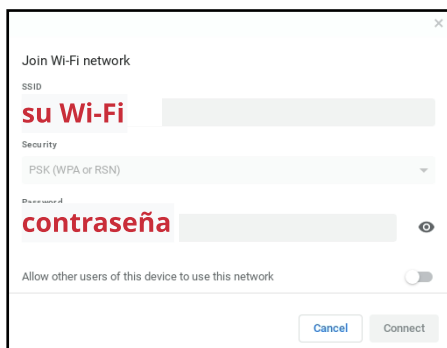 Join Wi-Fi network
SSID
su Wi-Fi
Security
PSK (WPA or RSN)
Password
contraseña
Allow other users of this device to use this network
Cancel Connect